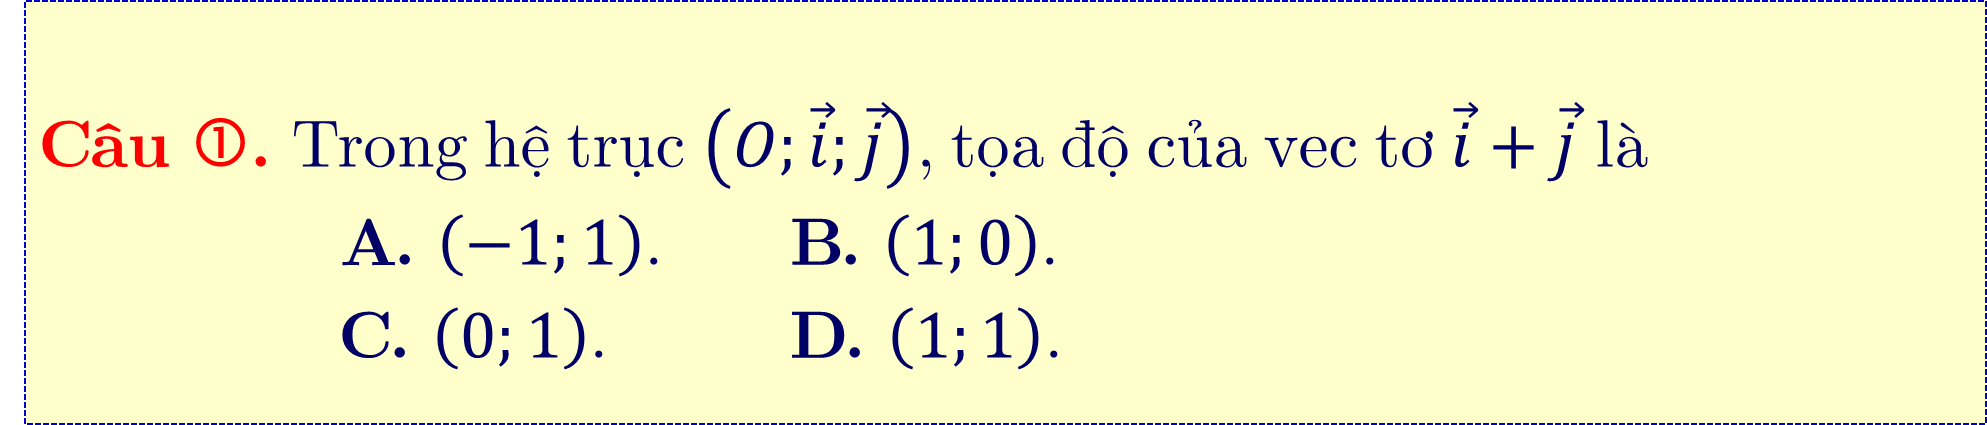 Câu ①. Trong hệ trục (O; i⃗; j⃗), tọa độ của vec tơ i⃗ + j⃗ là
A. (−1; 1). B. (1; 0).
C. (0; 1). D. (1; 1).